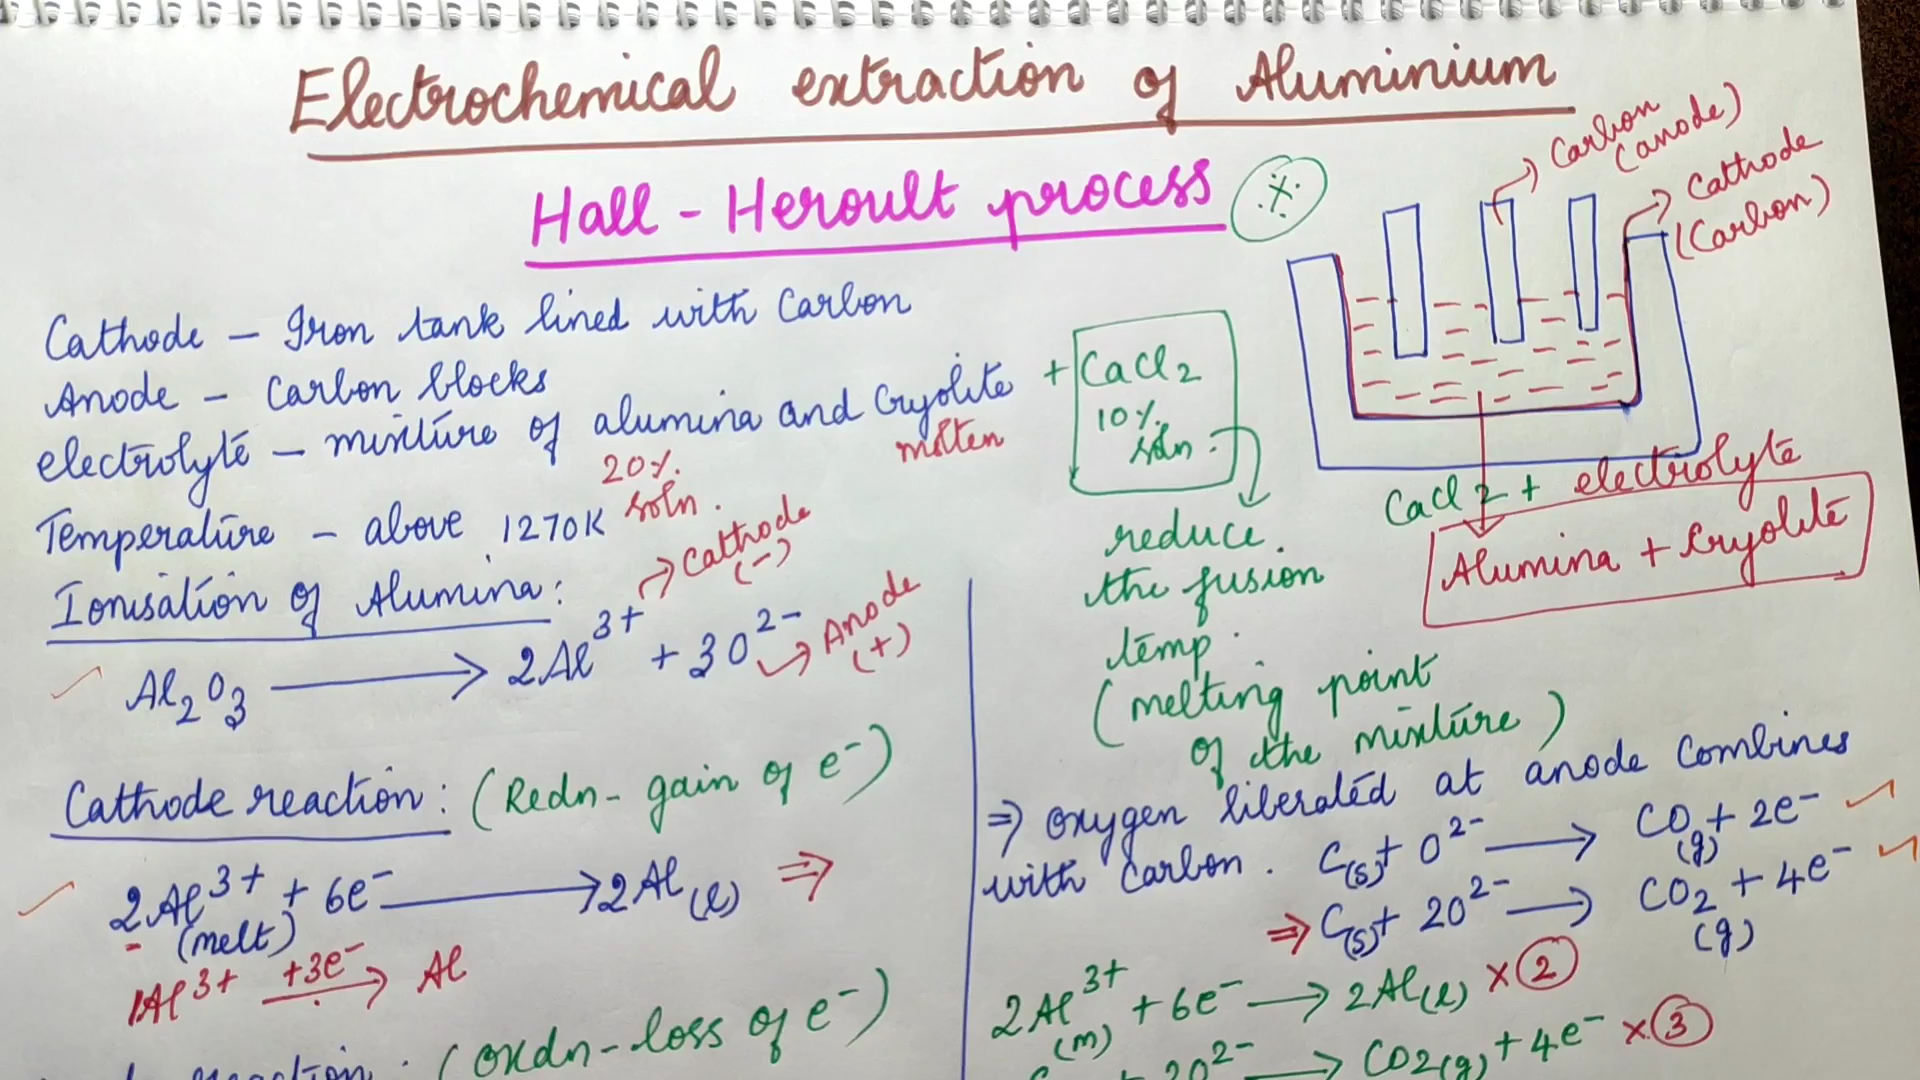 Electrochemical extraction of Aluminium
Hall - Heroult process
Carbon
(anode)
Cathode
(Carbon)
Cathode – Iron tank lined with Carbon
Anode – Carbon blocks
electrolyte – mixture of alumina and Cryolite + CaCl2
20%. soln.
molten
10%. soln.
Temperature – above 1270K
reduce the fusion temp.
(melting point of the mixture)
CaCl2 + electrolyte
Alumina + Cryolite
Ionisation of Alumina:
Al2O3 ⟶ 2Al3+ + 3O2-
Cathode (-)
Anode (+)
Cathode reaction: (Redn- gain of e-)
2Al3+ + 6e- ⟶ 2Al(l) ⇒
(melt)
1Al3+ +3e- ⟶ Al
(oxdn-loss of e-)
⇒ oxygen liberated at anode combines
with carbon. C(s) + O2- ⟶ CO(g) + 2e-
⇒ C(s) + 2O2- ⟶ CO2(g) + 4e-
2Al3+(m) + 6e- ⟶ 2Al(l) ×2
+ 2O2- ⟶ CO2(g) + 4e- ×3